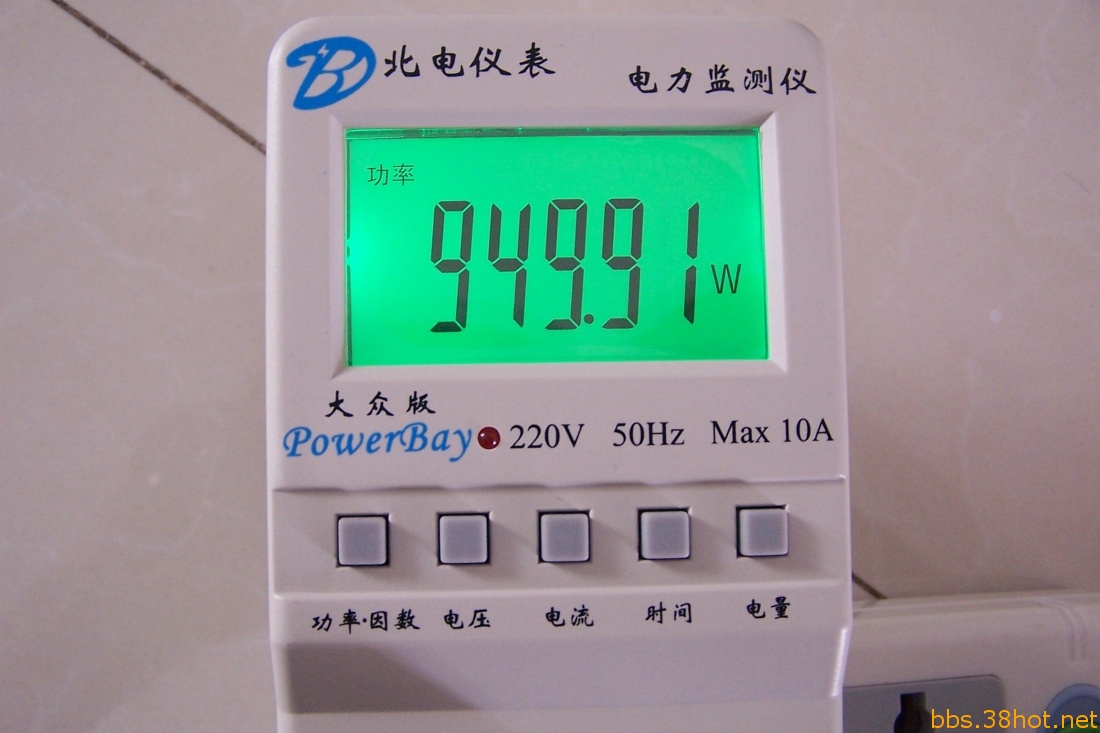 北电仪表
电力监测仪
功率
949.91 W
大众版
PowerBay 220V 50Hz Max 10A
功率·因数 电压 电流 时间 电量
bbs.38hot.net